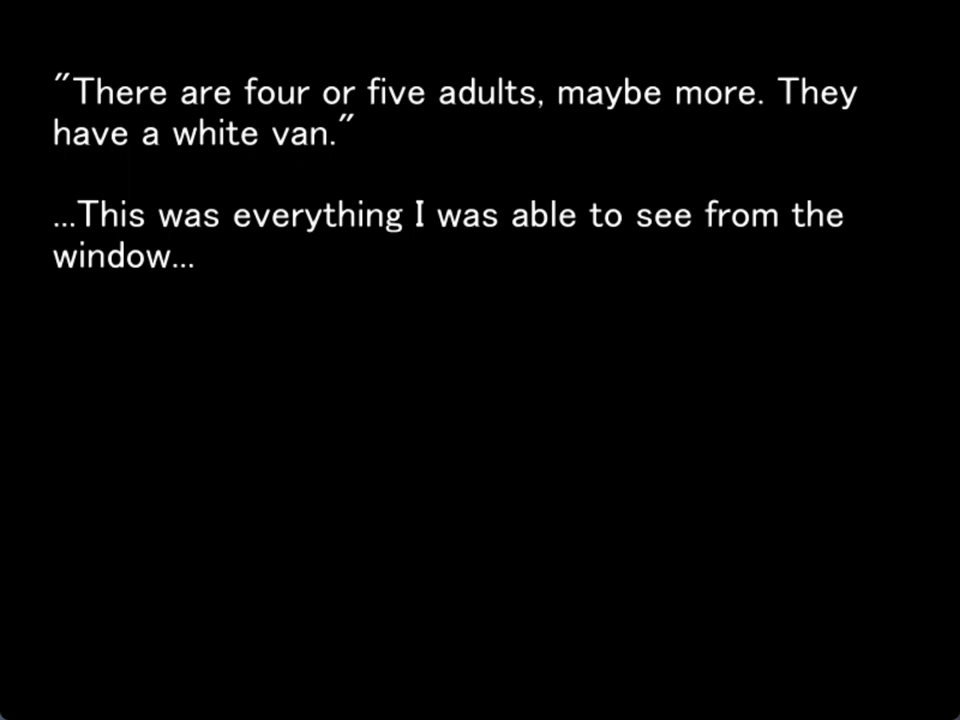 "There are four or five adults, maybe more. They
have a white van."
...This was everything I was able to see from the
window...